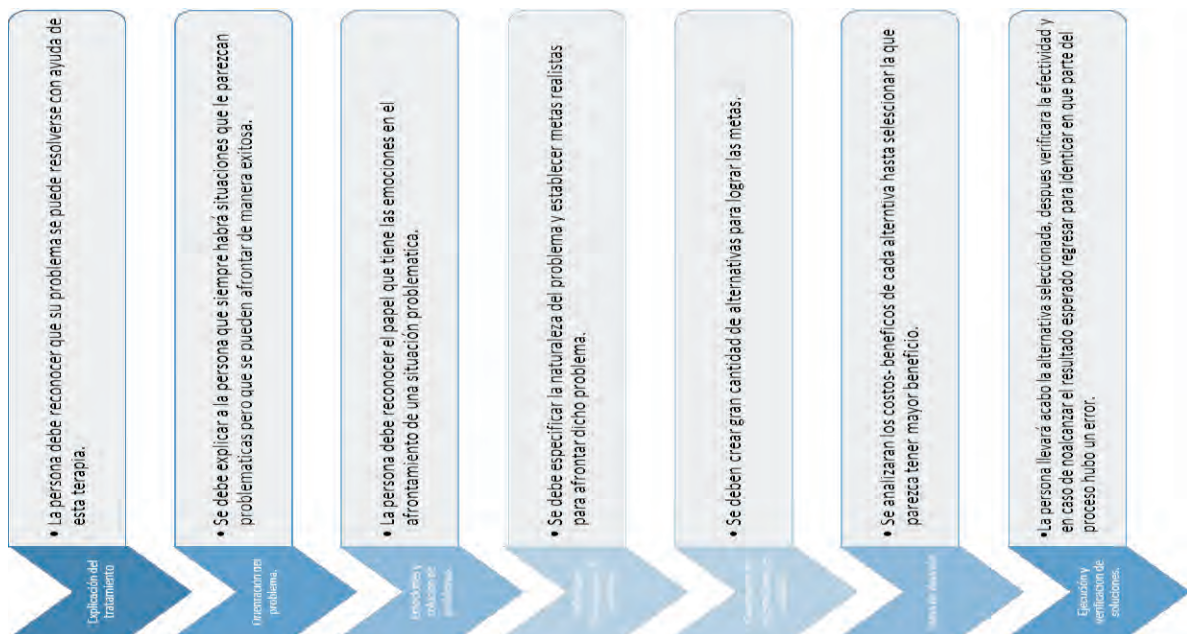 Explicación del
tratamiento
• La persona debe reconocer que su problema se puede resolverse con ayuda de
esta terapia.
Orientación del
problema.
• Se debe explicar a la persona que siempre habrá situaciones que le parezcan
problematicas pero que se pueden afrontar de manera exitosa.
Emociones y
solución de
problemas.
• La persona debe reconocer el papel que tiene las emociones en el
afrontamiento de una situación problematica.
• Se debe especificar la naturaleza del problema y establecer metas realistas
para afrontar dicho problema.
• Se deben crear gran cantidad de alternativas para lograr las metas.
• Se analizaran los costos- beneficos de cada alterntiva hasta selescionar la que
parezca tener mayor beneficio.
Ejecución y
verificacion de
soluciones.
•La persona llevará acabo la alternativa seleccionada, despues verificara la efectividad y
en caso de noalcanzar el resultado esperado regresar para identicar en que parte del
proceso hubo un error.